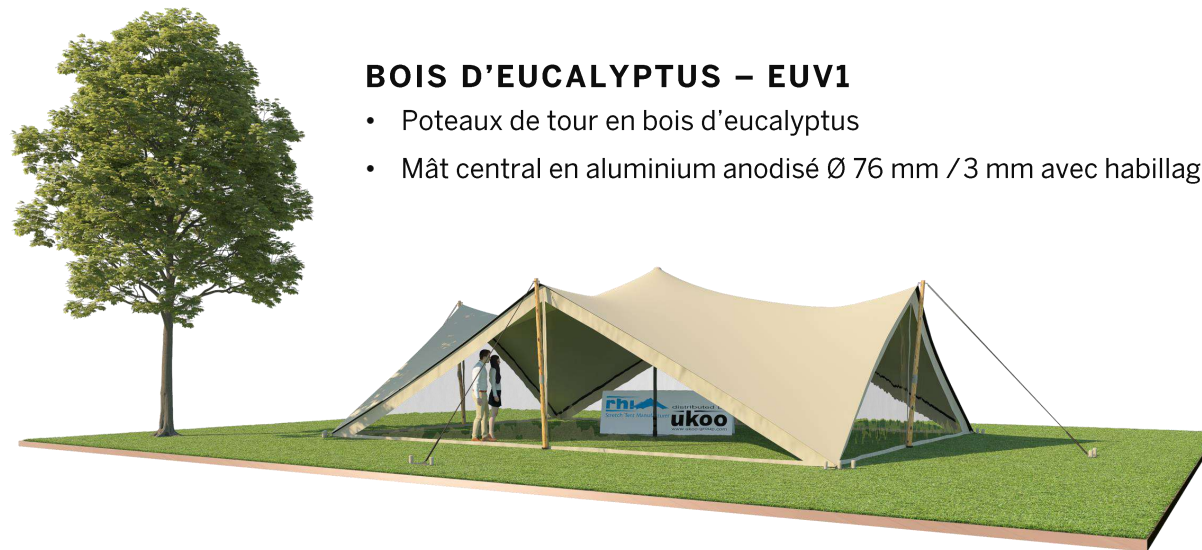 BOIS D'EUCALYPTUS – EUV1
• Poteaux de tour en bois d'eucalyptus
• Mât central en aluminium anodisé Ø 76 mm / 3 mm avec habillag
rhi distributed
ukoo